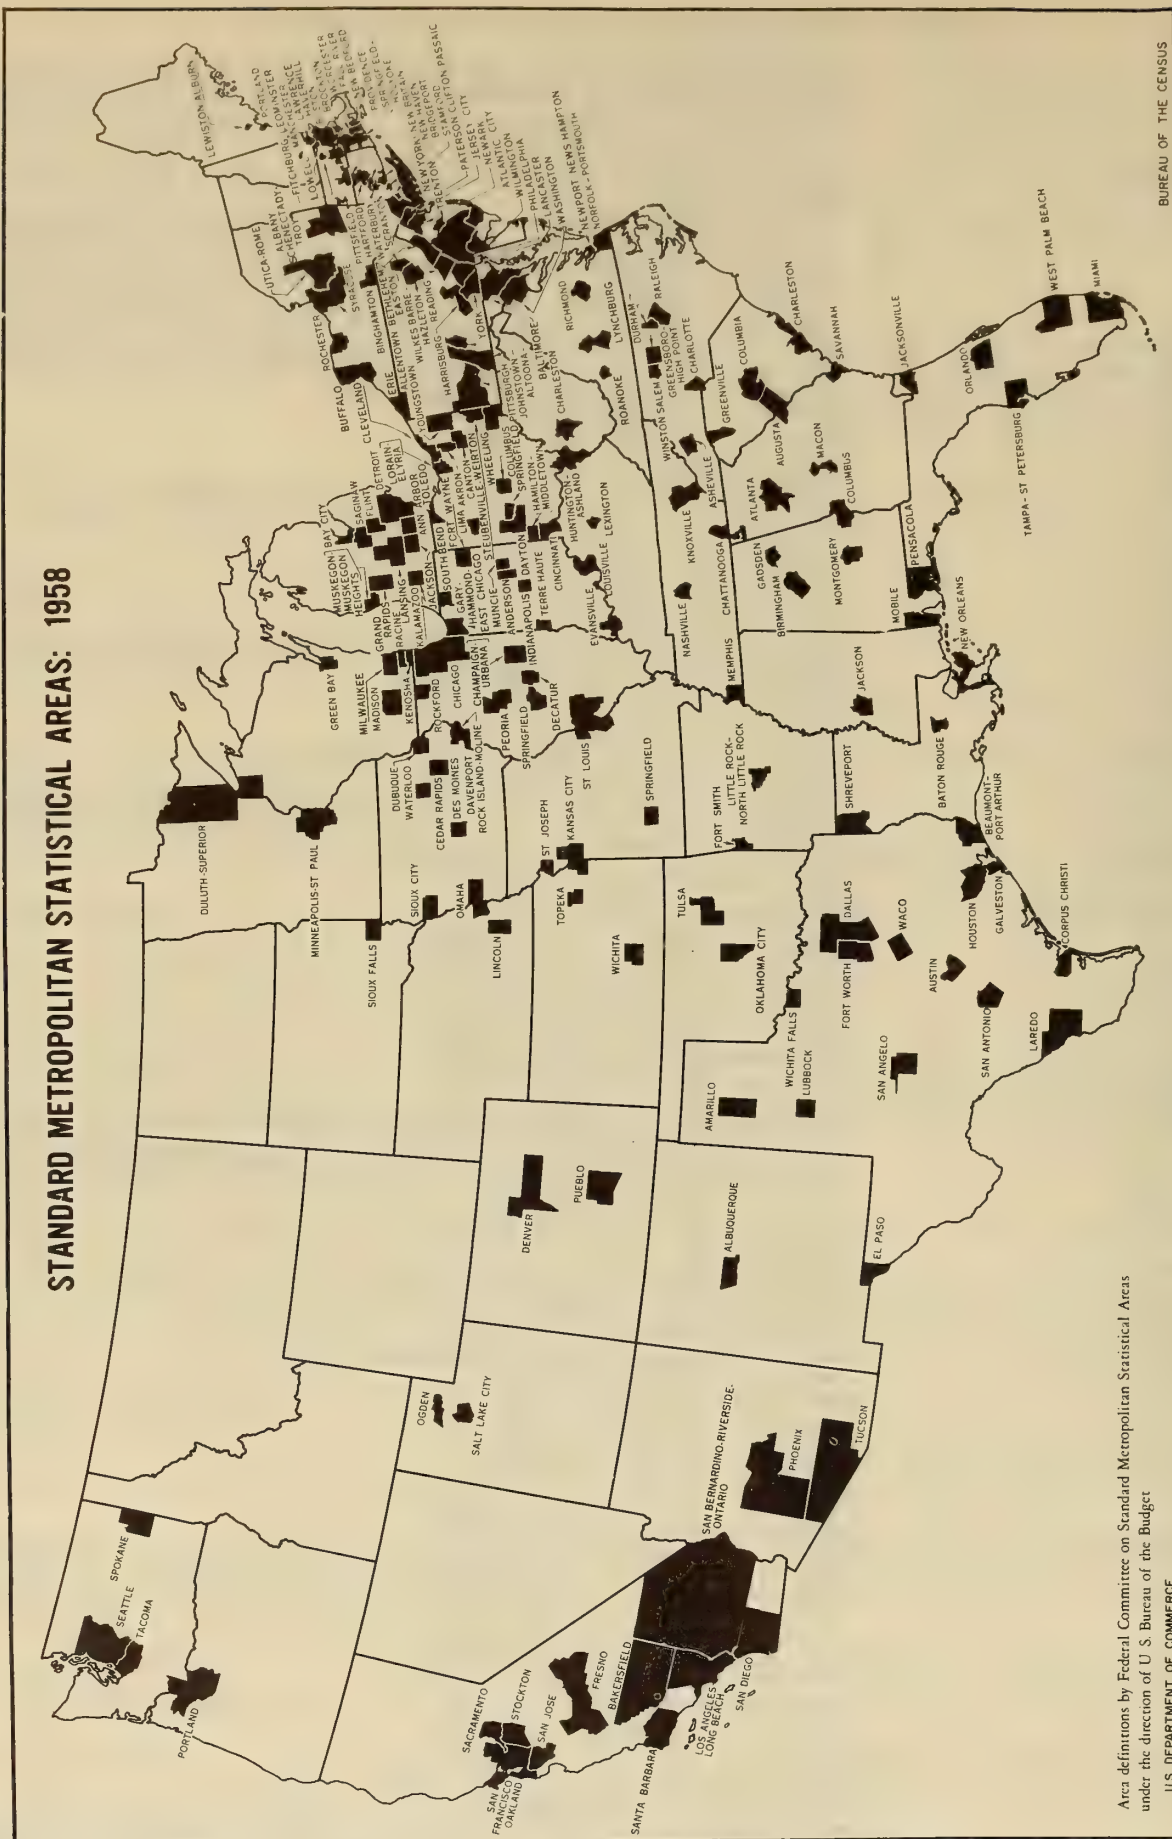 STANDARD METROPOLITAN STATISTICAL AREAS: 1958
SPOKANE
SEATTLE
TACOMA
PORTLAND
SACRAMENTO
STOCKTON
SAN
FRANCISCO
OAKLAND
SAN JOSE
FRESNO
BAKERSFIELD
SANTA BARBARA
LOS ANGELES
LONG BEACH
SAN DIEGO
SAN BERNARDINO-RIVERSIDE-
ONTARIO
PHOENIX
TUCSON
OGDEN
SALT LAKE CITY
DENVER
PUEBLO
ALBUQUERQUE
EL PASO
AMARILLO
LUBBOCK
WICHITA FALLS
SAN ANGELO
FORT WORTH
DALLAS
WACO
AUSTIN
SAN ANTONIO
LAREDO
CORPUS CHRISTI
HOUSTON
GALVESTON
BEAUMONT-
PORT ARTHUR
OKLAHOMA CITY
TULSA
WICHITA
TOPEKA
LINCOLN
OMAHA
SIOUX CITY
SIOUX FALLS
MINNEAPOLIS-ST PAUL
DULUTH-SUPERIOR
ST JOSEPH
KANSAS CITY
SPRINGFIELD
ST LOUIS
FORT SMITH
LITTLE ROCK-
NORTH LITTLE ROCK
SHREVEPORT
BATON ROUGE
NEW ORLEANS
JACKSON
MEMPHIS
DUBUQUE
WATERLOO
CEDAR RAPIDS
DES MOINES
DAVENPORT
ROCK ISLAND-MOLINE
GREEN BAY
MILWAUKEE
MADISON
KENOSHA
RACINE
ROCKFORD
CHICAGO
CHAMPAIGN
URBANA
PEORIA
SPRINGFIELD
DECATUR
MUSKEGON
MUSKEGON
HEIGHTS
GRAND
RAPIDS
LANSING
KALAMAZOO
JACKSON
BAY CITY
SAGINAW
FLINT
DETROIT
ANN ARBOR
TOLEDO
SOUTH BEND
FORT WAYNE
GARY-
HAMMOND-
EAST CHICAGO
MUNCIE
ANDERSON
INDIANAPOLIS
TERRE HAUTE
EVANSVILLE
LOUISVILLE
LEXINGTON
LORAIN
ELYRIA
CLEVELAND
LIMA
AKRON
CANTON
STEUBENVILLE-WEIRTON
WHEELING
COLUMBUS
SPRINGFIELD
DAYTON
HAMILTON-
MIDDLETOWN
CINCINNATI
HUNTINGTON-
ASHLAND
CHARLESTON
YOUNGSTOWN
PITTSBURGH
JOHNSTOWN
ALTOONA
ERIE
BUFFALO
ROCHESTER
SYRACUSE
UTICA-ROME
ALBANY
SCHENECTADY
TROY
BINGHAMTON
ALLENTOWN BETHLEHEM
EASTON
WILKES BARRE
HAZLETON
SCRANTON
HARRISBURG
READING
YORK
BALTIMORE
PITTSFIELD
HARTFORD
WATERBURY
LEWISTON AUBURN
PORTLAND
FITCHBURG, LEOMINSTER
MANCHESTER
LAWRENCE
HAVERHILL
LOWELL
BROCKTON
WORCESTER
FALL RIVER
NEW BEDFORD
PROVIDENCE
SPRINGFIELD-
HOLYOKE
NEW BRITAIN
NEW HAVEN
BRIDGEPORT
STAMFORD
NEW YORK
TRENTON
PATERSON CLIFTON PASSAIC
JERSEY CITY
NEWARK
ATLANTIC CITY
WILMINGTON
PHILADELPHIA
LANCASTER
WASHINGTON
NEWPORT NEWS HAMPTON
NORFOLK-PORTSMOUTH
RICHMOND
LYNCHBURG
ROANOKE
DURHAM
RALEIGH
WINSTON SALEM
GREENSBORO-
HIGH POINT
CHARLOTTE
ASHEVILLE
GREENVILLE
COLUMBIA
CHARLESTON
KNOXVILLE
NASHVILLE
CHATTANOOGA
ATLANTA
AUGUSTA
MACON
COLUMBUS
SAVANNAH
GADSDEN
BIRMINGHAM
MONTGOMERY
MOBILE
PENSACOLA
JACKSONVILLE
ORLANDO
TAMPA-ST PETERSBURG
WEST PALM BEACH
MIAMI
Area definitions by Federal Committee on Standard Metropolitan Statistical Areas
under the direction of U S. Bureau of the Budget
U.S. DEPARTMENT OF COMMERCE
BUREAU OF THE CENSUS